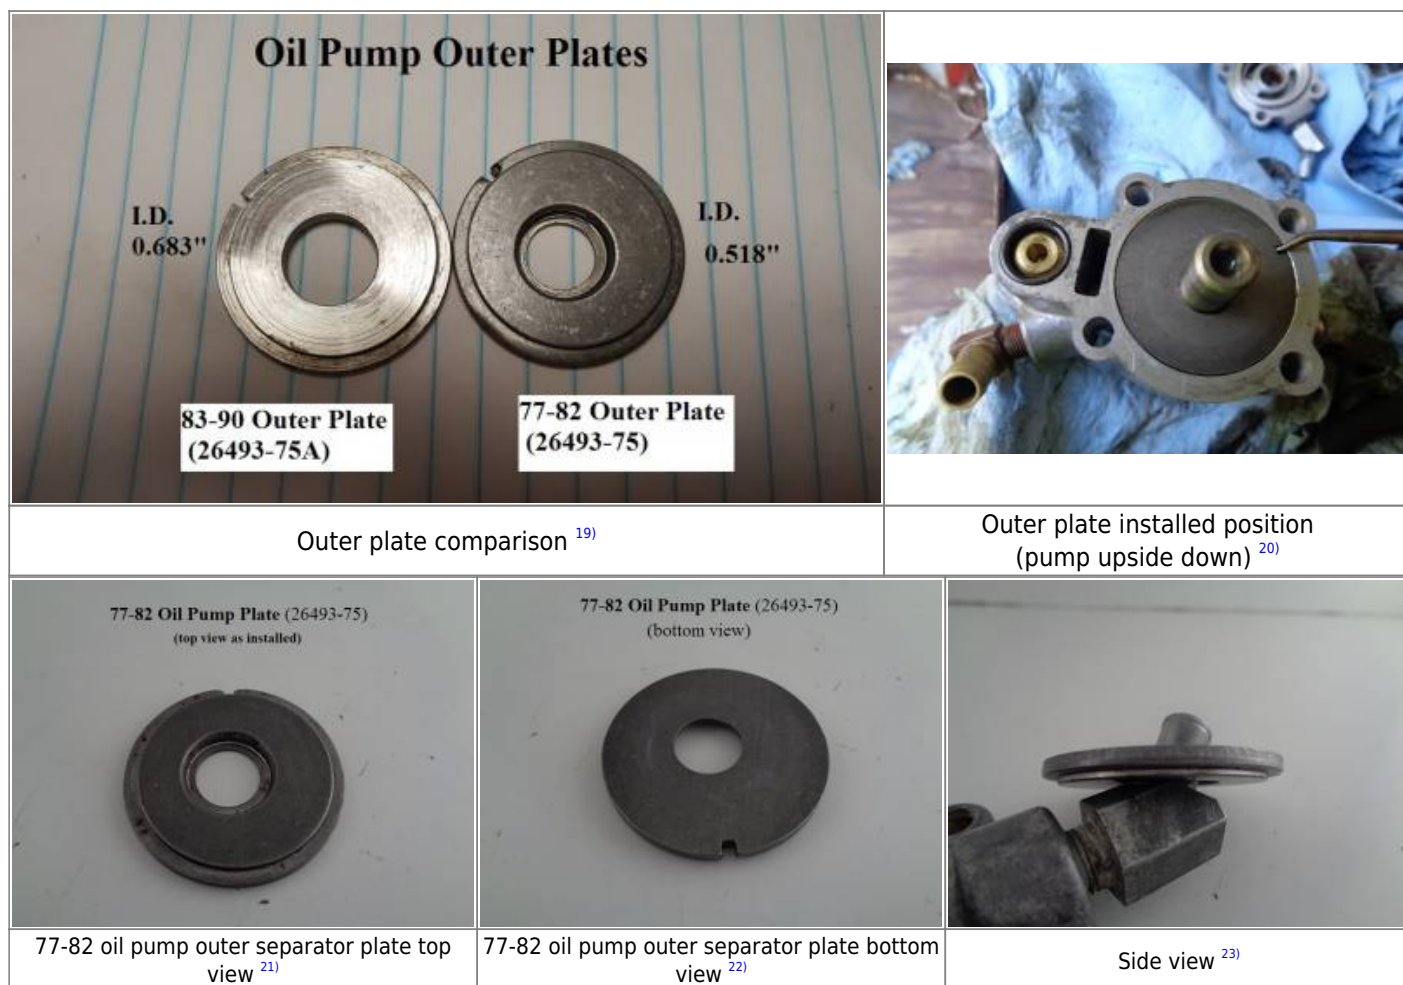 Oil Pump Outer Plates
I.D.
0.683"
I.D.
0.518"
83-90 Outer Plate
(26493-75A)
77-82 Outer Plate
(26493-75)
Outer plate comparison 19)
Outer plate installed position
(pump upside down) 20)
77-82 Oil Pump Plate (26493-75)
(top view as installed)
77-82 Oil Pump Plate (26493-75)
(bottom view)
77-82 oil pump outer separator plate top
view 21)
77-82 oil pump outer separator plate bottom
view 22)
Side view 23)